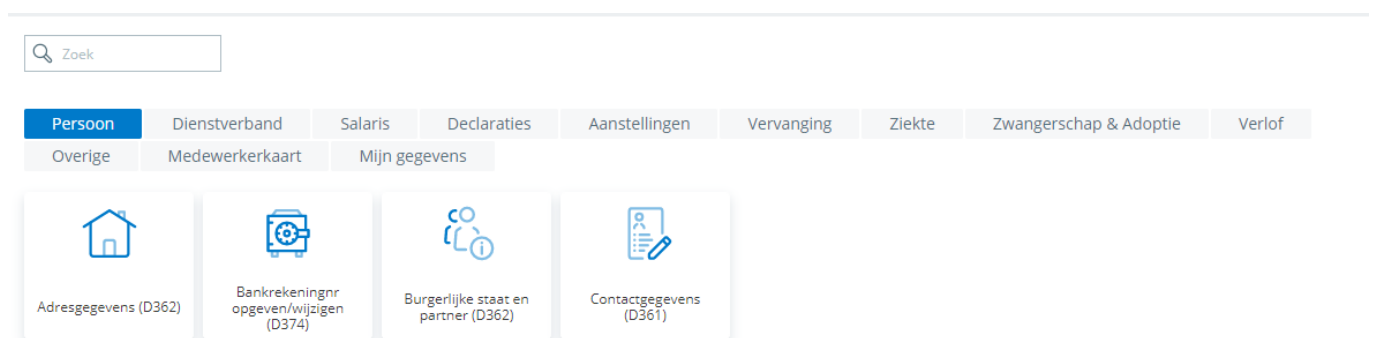 Zoek
Persoon Dienstverband Salaris Declaraties Aanstellingen Vervanging Ziekte Zwangerschap & Adoptie Verlof
Overige Medewerkerkaart Mijn gegevens
Adresgegevens (D362)
Bankrekeningnr
opgeven/wijzigen
(D374)
Burgerlijke staat en
partner (D362)
Contactgegevens
(D361)